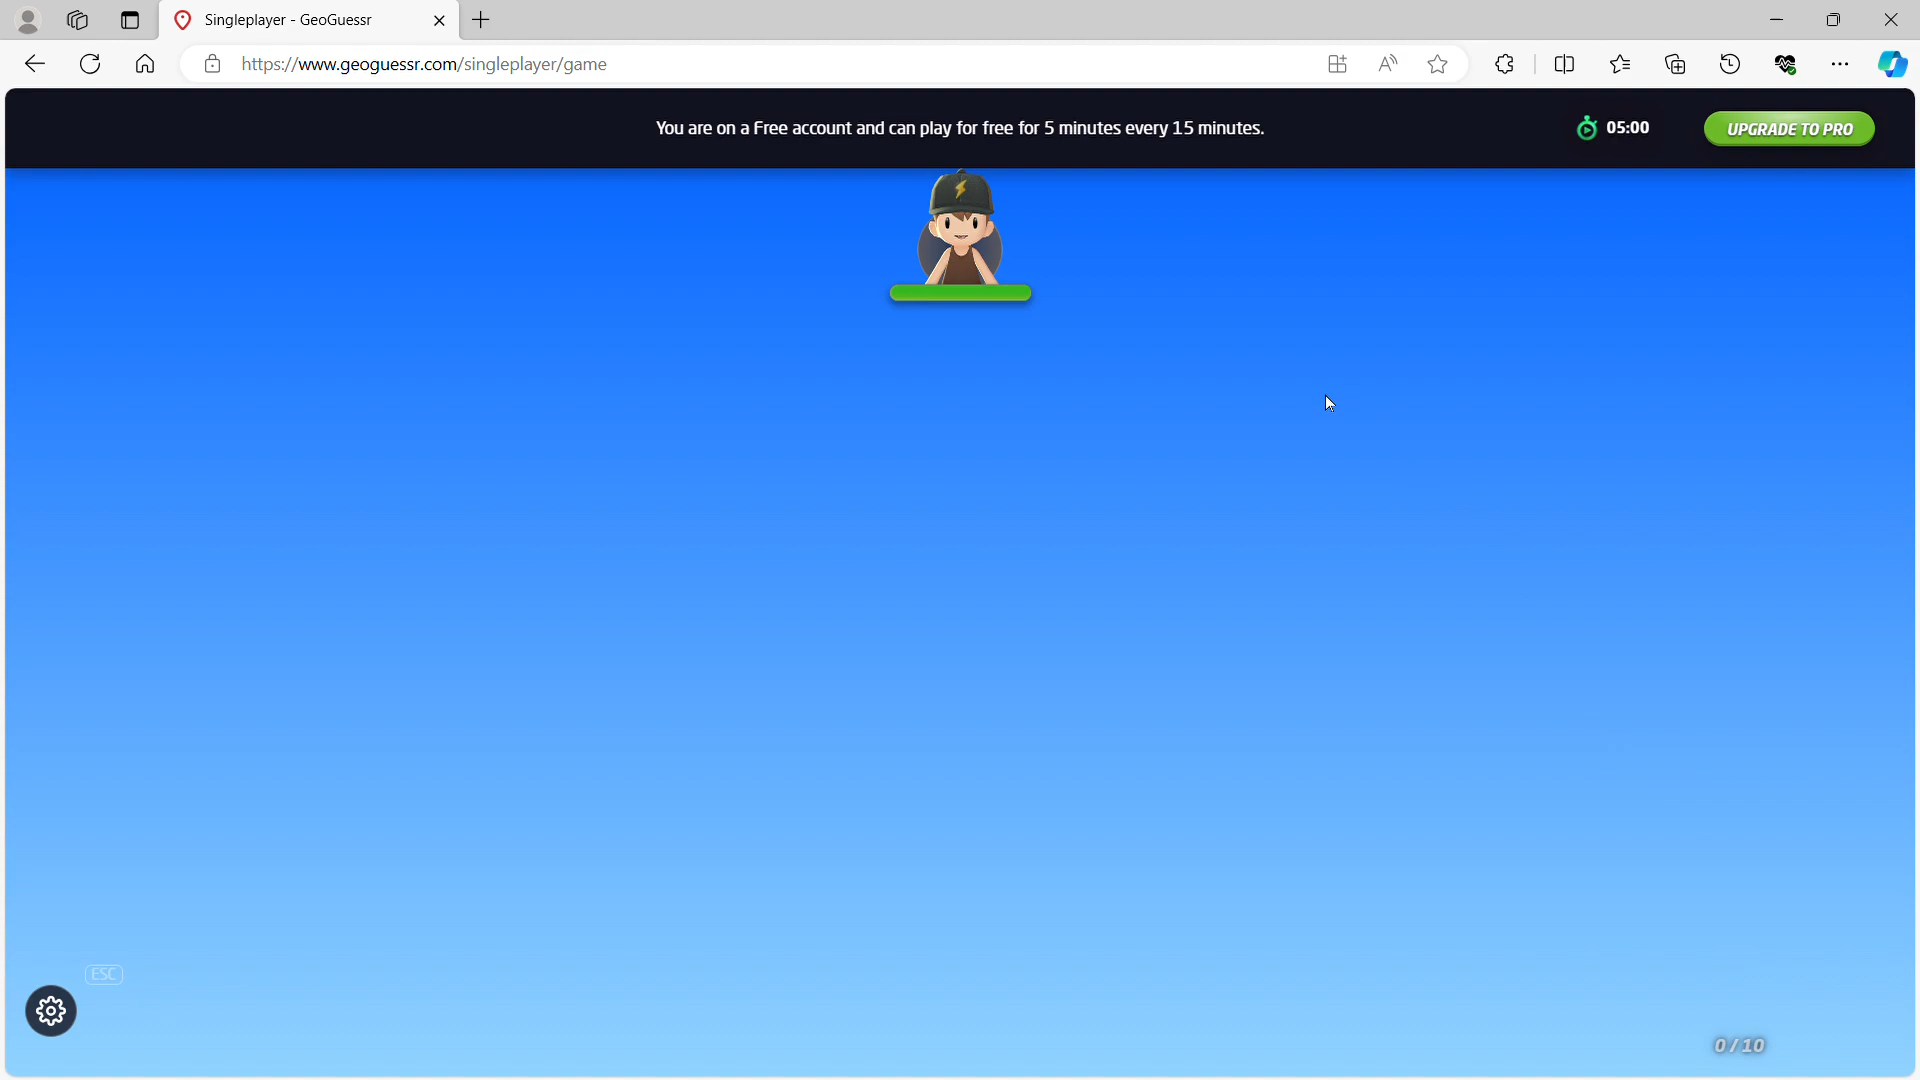 Singleplayer - GeoGuessr
https://www.geoguessr.com/singleplayer/game
You are on a Free account and can play for free for 5 minutes every 15 minutes.
05:00
UPGRADE TO PRO
ESC
0 / 10